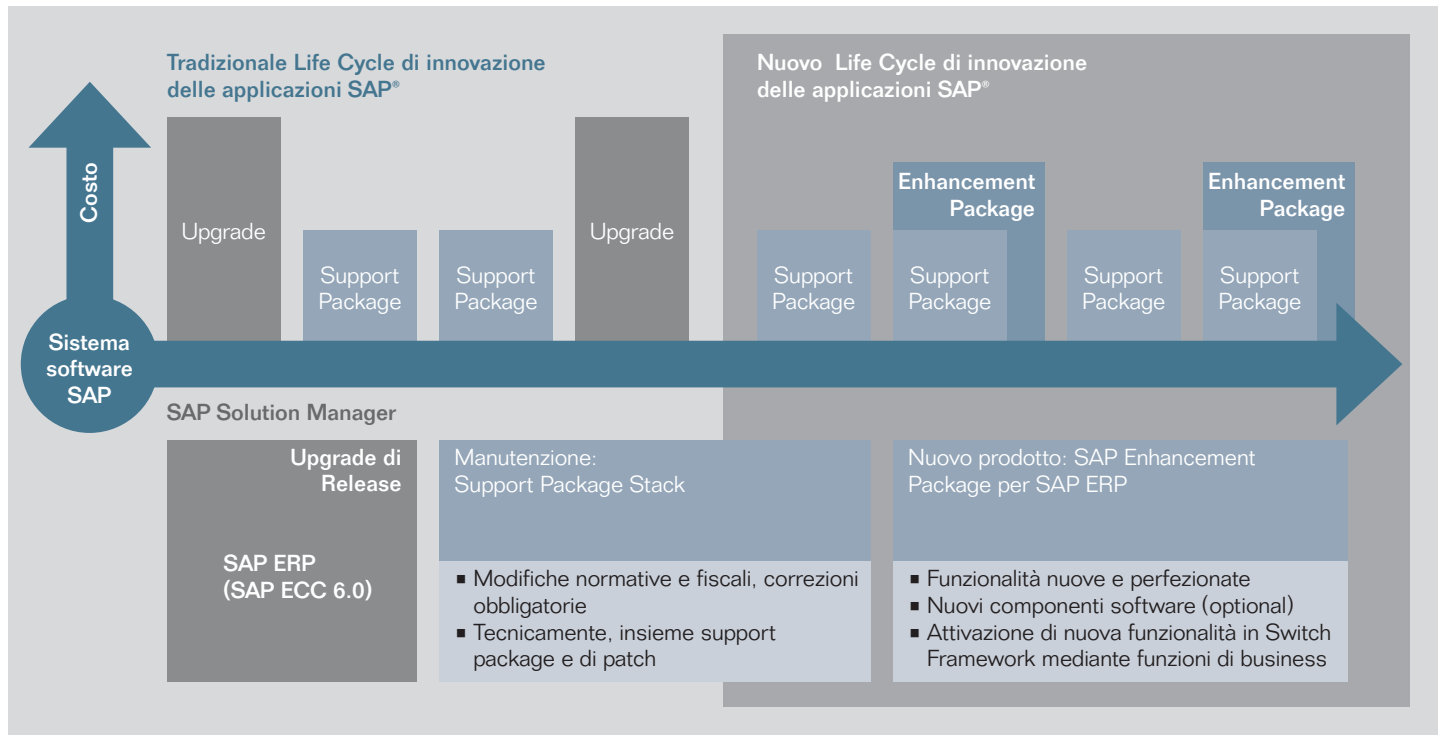 Tradizionale Life Cycle di innovazione
delle applicazioni SAP®
Nuovo Life Cycle di innovazione
delle applicazioni SAP®
Costo
Upgrade
Support
Package
Support
Package
Upgrade
Support
Package
Enhancement
Package
Support
Package
Support
Package
Enhancement
Package
Support
Package
Sistema
software
SAP
SAP Solution Manager
Upgrade di
Release
SAP ERP
(SAP ECC 6.0)
Manutenzione:
Support Package Stack
▪ Modifiche normative e fiscali, correzioni
obbligatorie
▪ Tecnicamente, insieme support
package e di patch
Nuovo prodotto: SAP Enhancement
Package per SAP ERP
▪ Funzionalità nuove e perfezionate
▪ Nuovi componenti software (optional)
▪ Attivazione di nuova funzionalità in Switch
Framework mediante funzioni di business